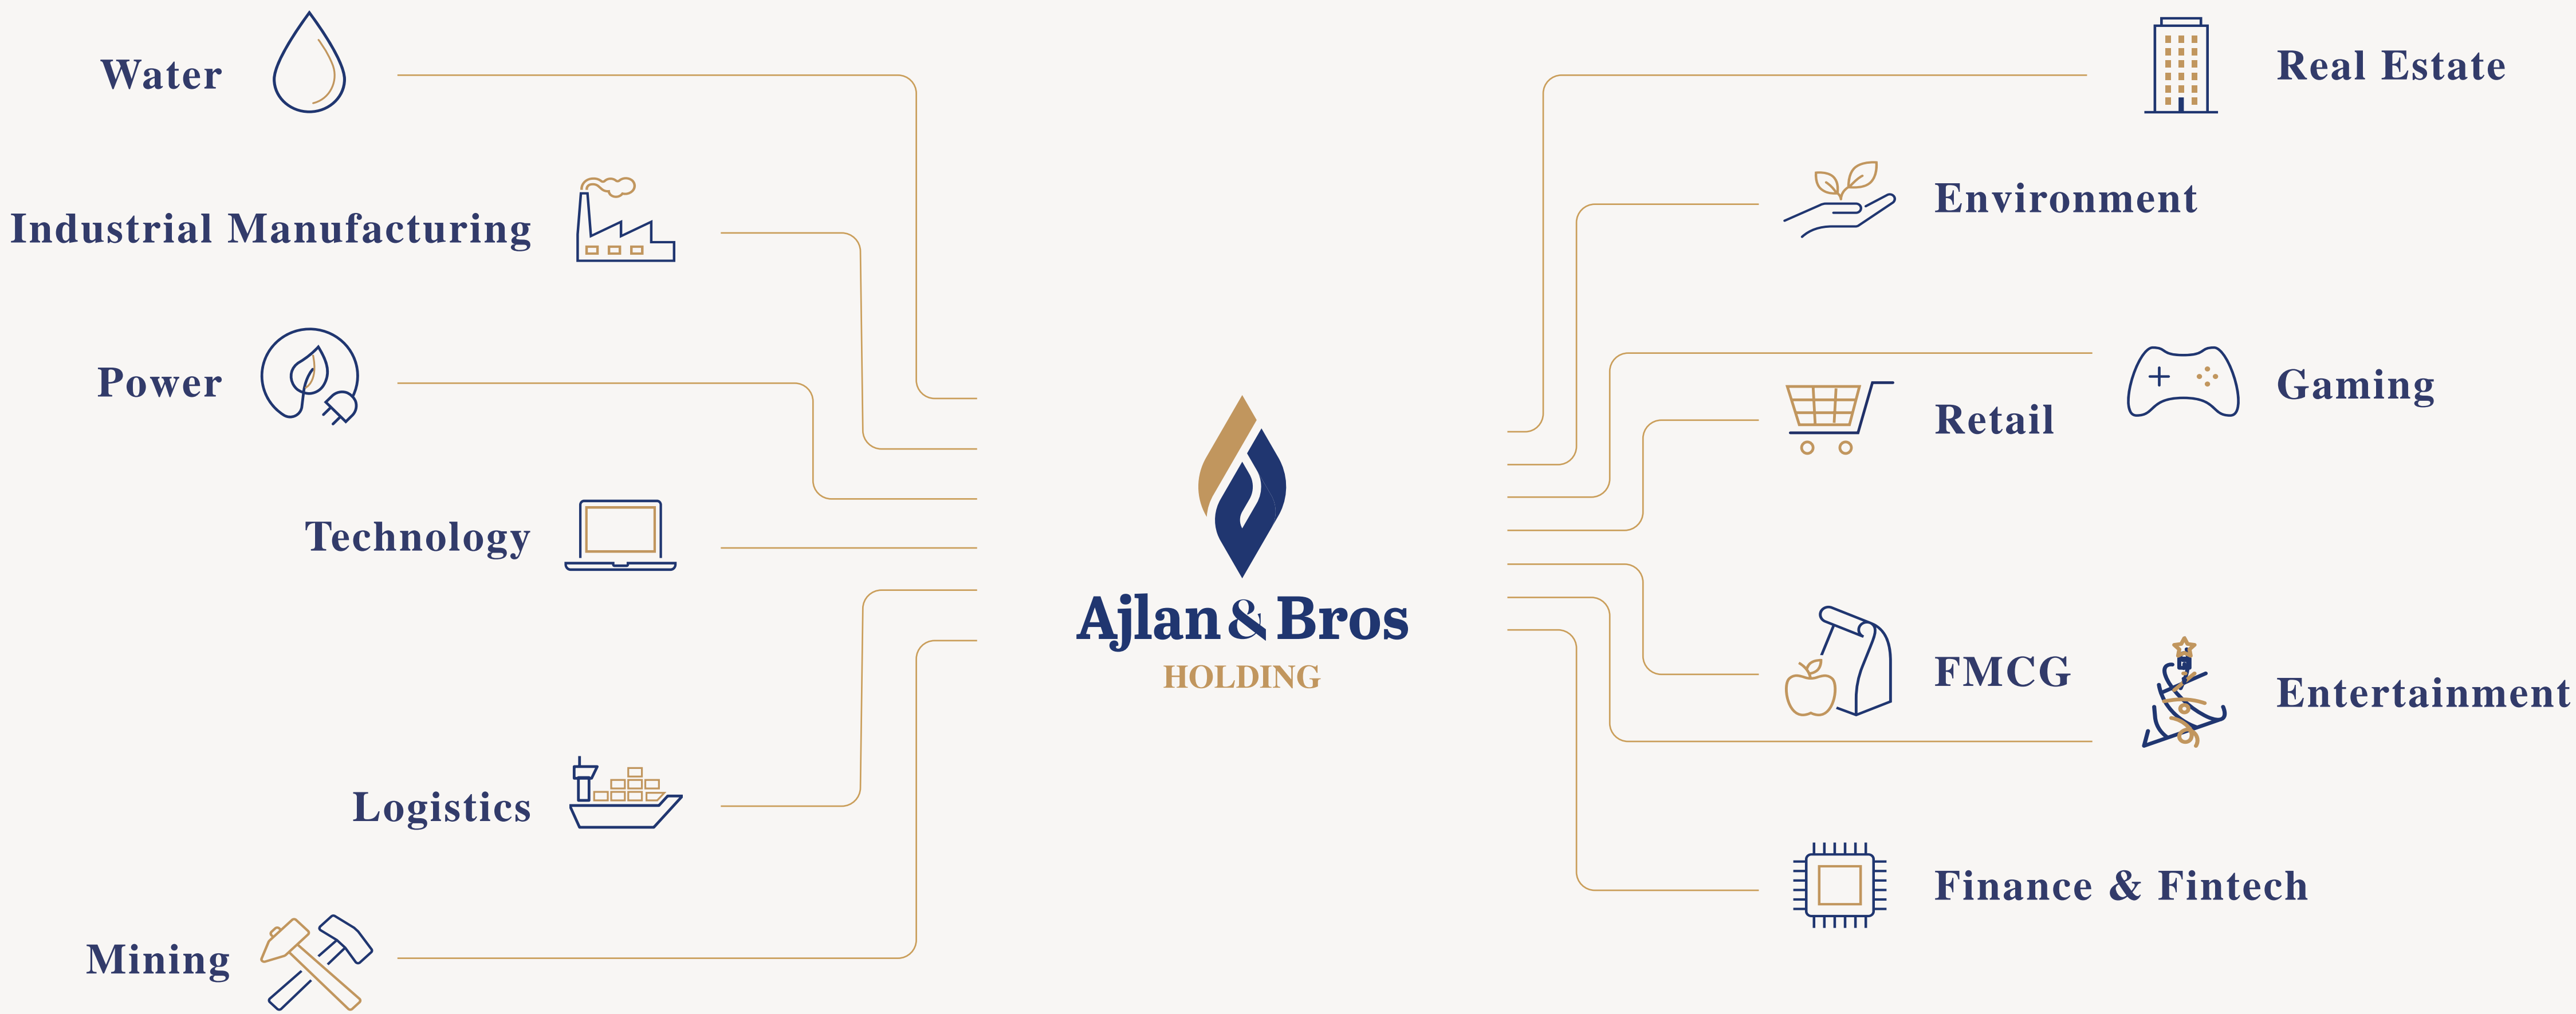 Water
Industrial Manufacturing
Power
Technology
Logistics
Mining
Ajlan & Bros
HOLDING
Real Estate
Environment
Gaming
Retail
FMCG
Entertainment
Finance & Fintech